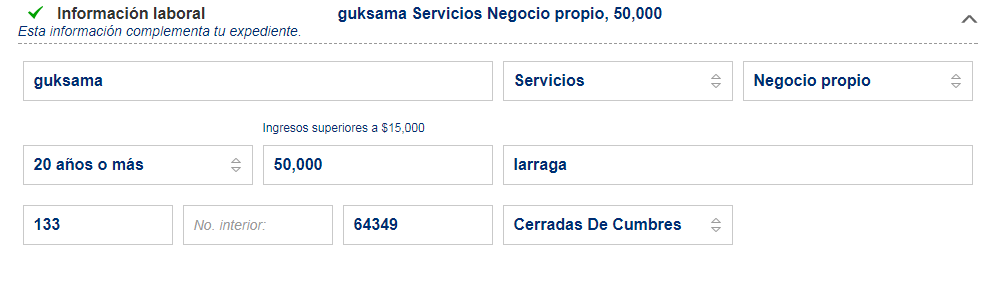 Información laboral guksama Servicios Negocio propio, 50,000
Esta información complementa tu expediente.
guksama Servicios Negocio propio
Ingresos superiores a $15,000
20 años o más 50,000 larraga
133 No. interior: 64349 Cerradas De Cumbres